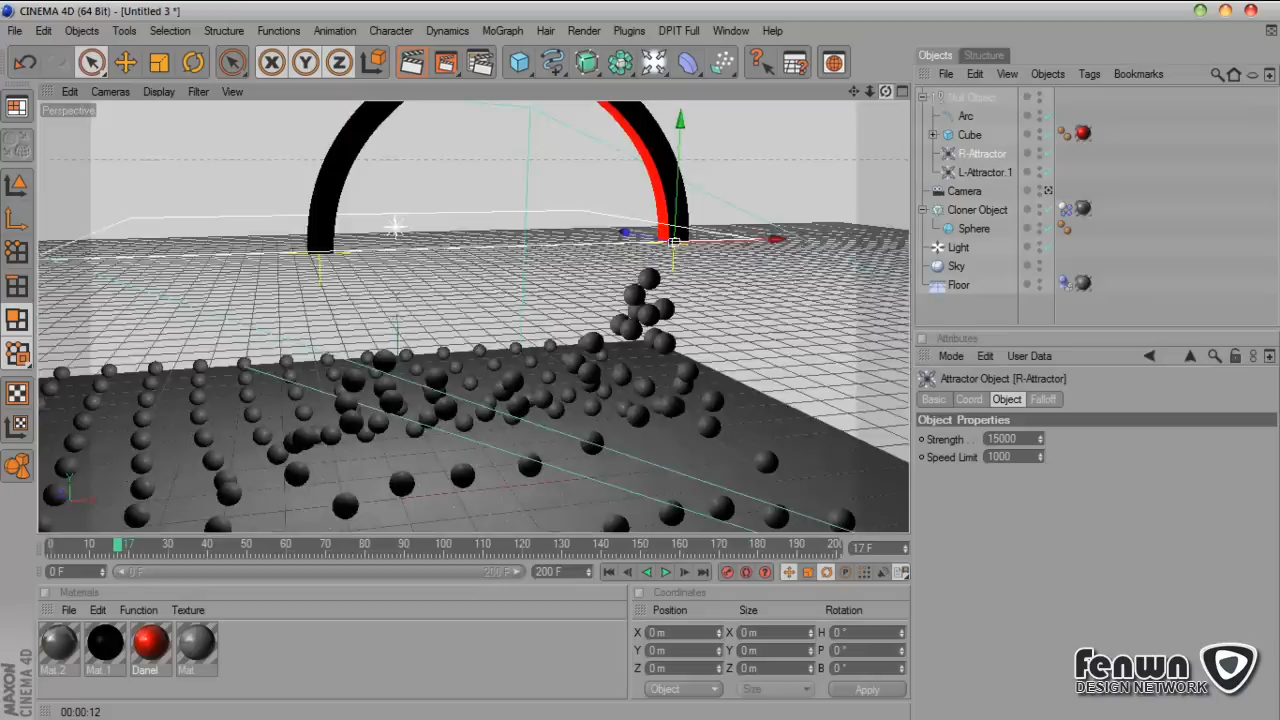 CINEMA 4D (64 Bit) - [Untitled 3 *]
File Edit Objects Tools Selection Structure Functions Animation Character Dynamics MoGraph Hair Render Plugins DPIT Full Window Help
Objects Structure
File Edit View Objects Tags Bookmarks
Edit Cameras Display Filter View
Perspective
Null Object
Arc
Cube
R-Attractor
L-Attractor.1
Camera
Cloner Object
Sphere
Light
Sky
Floor
Attributes
Mode Edit User Data
Attractor Object [R-Attractor]
Basic Coord Object Falloff
Object Properties
Strength . . 15000
Speed Limit 1000
0 10 17 30 40 50 60 70 80 90 100 110 120 130 140 150 160 170 180 190 20 17 F
0 F 0 F 200 F 200 F
Materials
File Edit Function Texture
Mat.2 Mat.1 Danel Mat
Coordinates
Position Size Rotation
X 0 m X 0 m H 0 °
Y 0 m Y 0 m P 0 °
Z 0 m Z 0 m B 0 °
Object Size Apply
MAXON
CINEMA 4D
00:00:12
Fenwn
DESIGN NETWORK